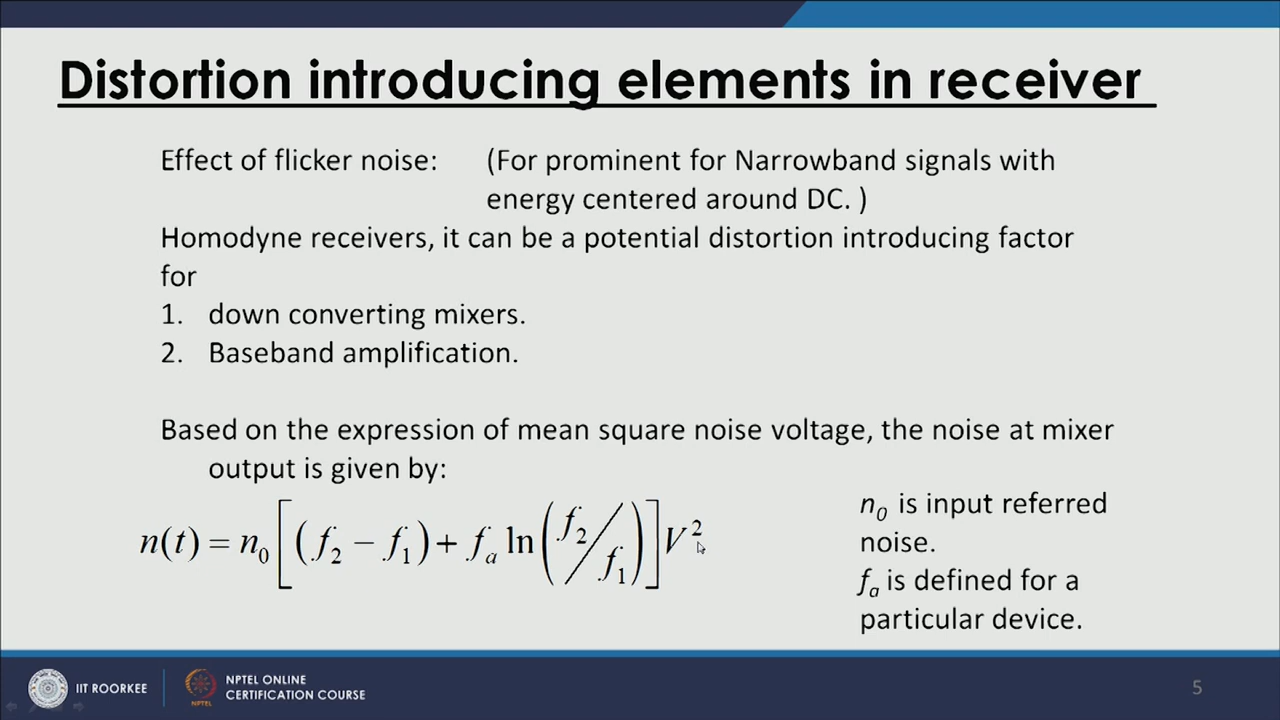 Distortion introducing elements in receiver
Effect of flicker noise: (For prominent for Narrowband signals with
energy centered around DC. )
Homodyne receivers, it can be a potential distortion introducing factor
for
1. down converting mixers.
2. Baseband amplification.
Based on the expression of mean square noise voltage, the noise at mixer
output is given by:
n(t) = n₀[(f₂ − f₁) + fₐ ln(f₂/f₁)]V²
n₀ is input referred
noise.
fₐ is defined for a
particular device.
IIT ROORKEE
NPTEL ONLINE
CERTIFICATION COURSE
NPTEL
5